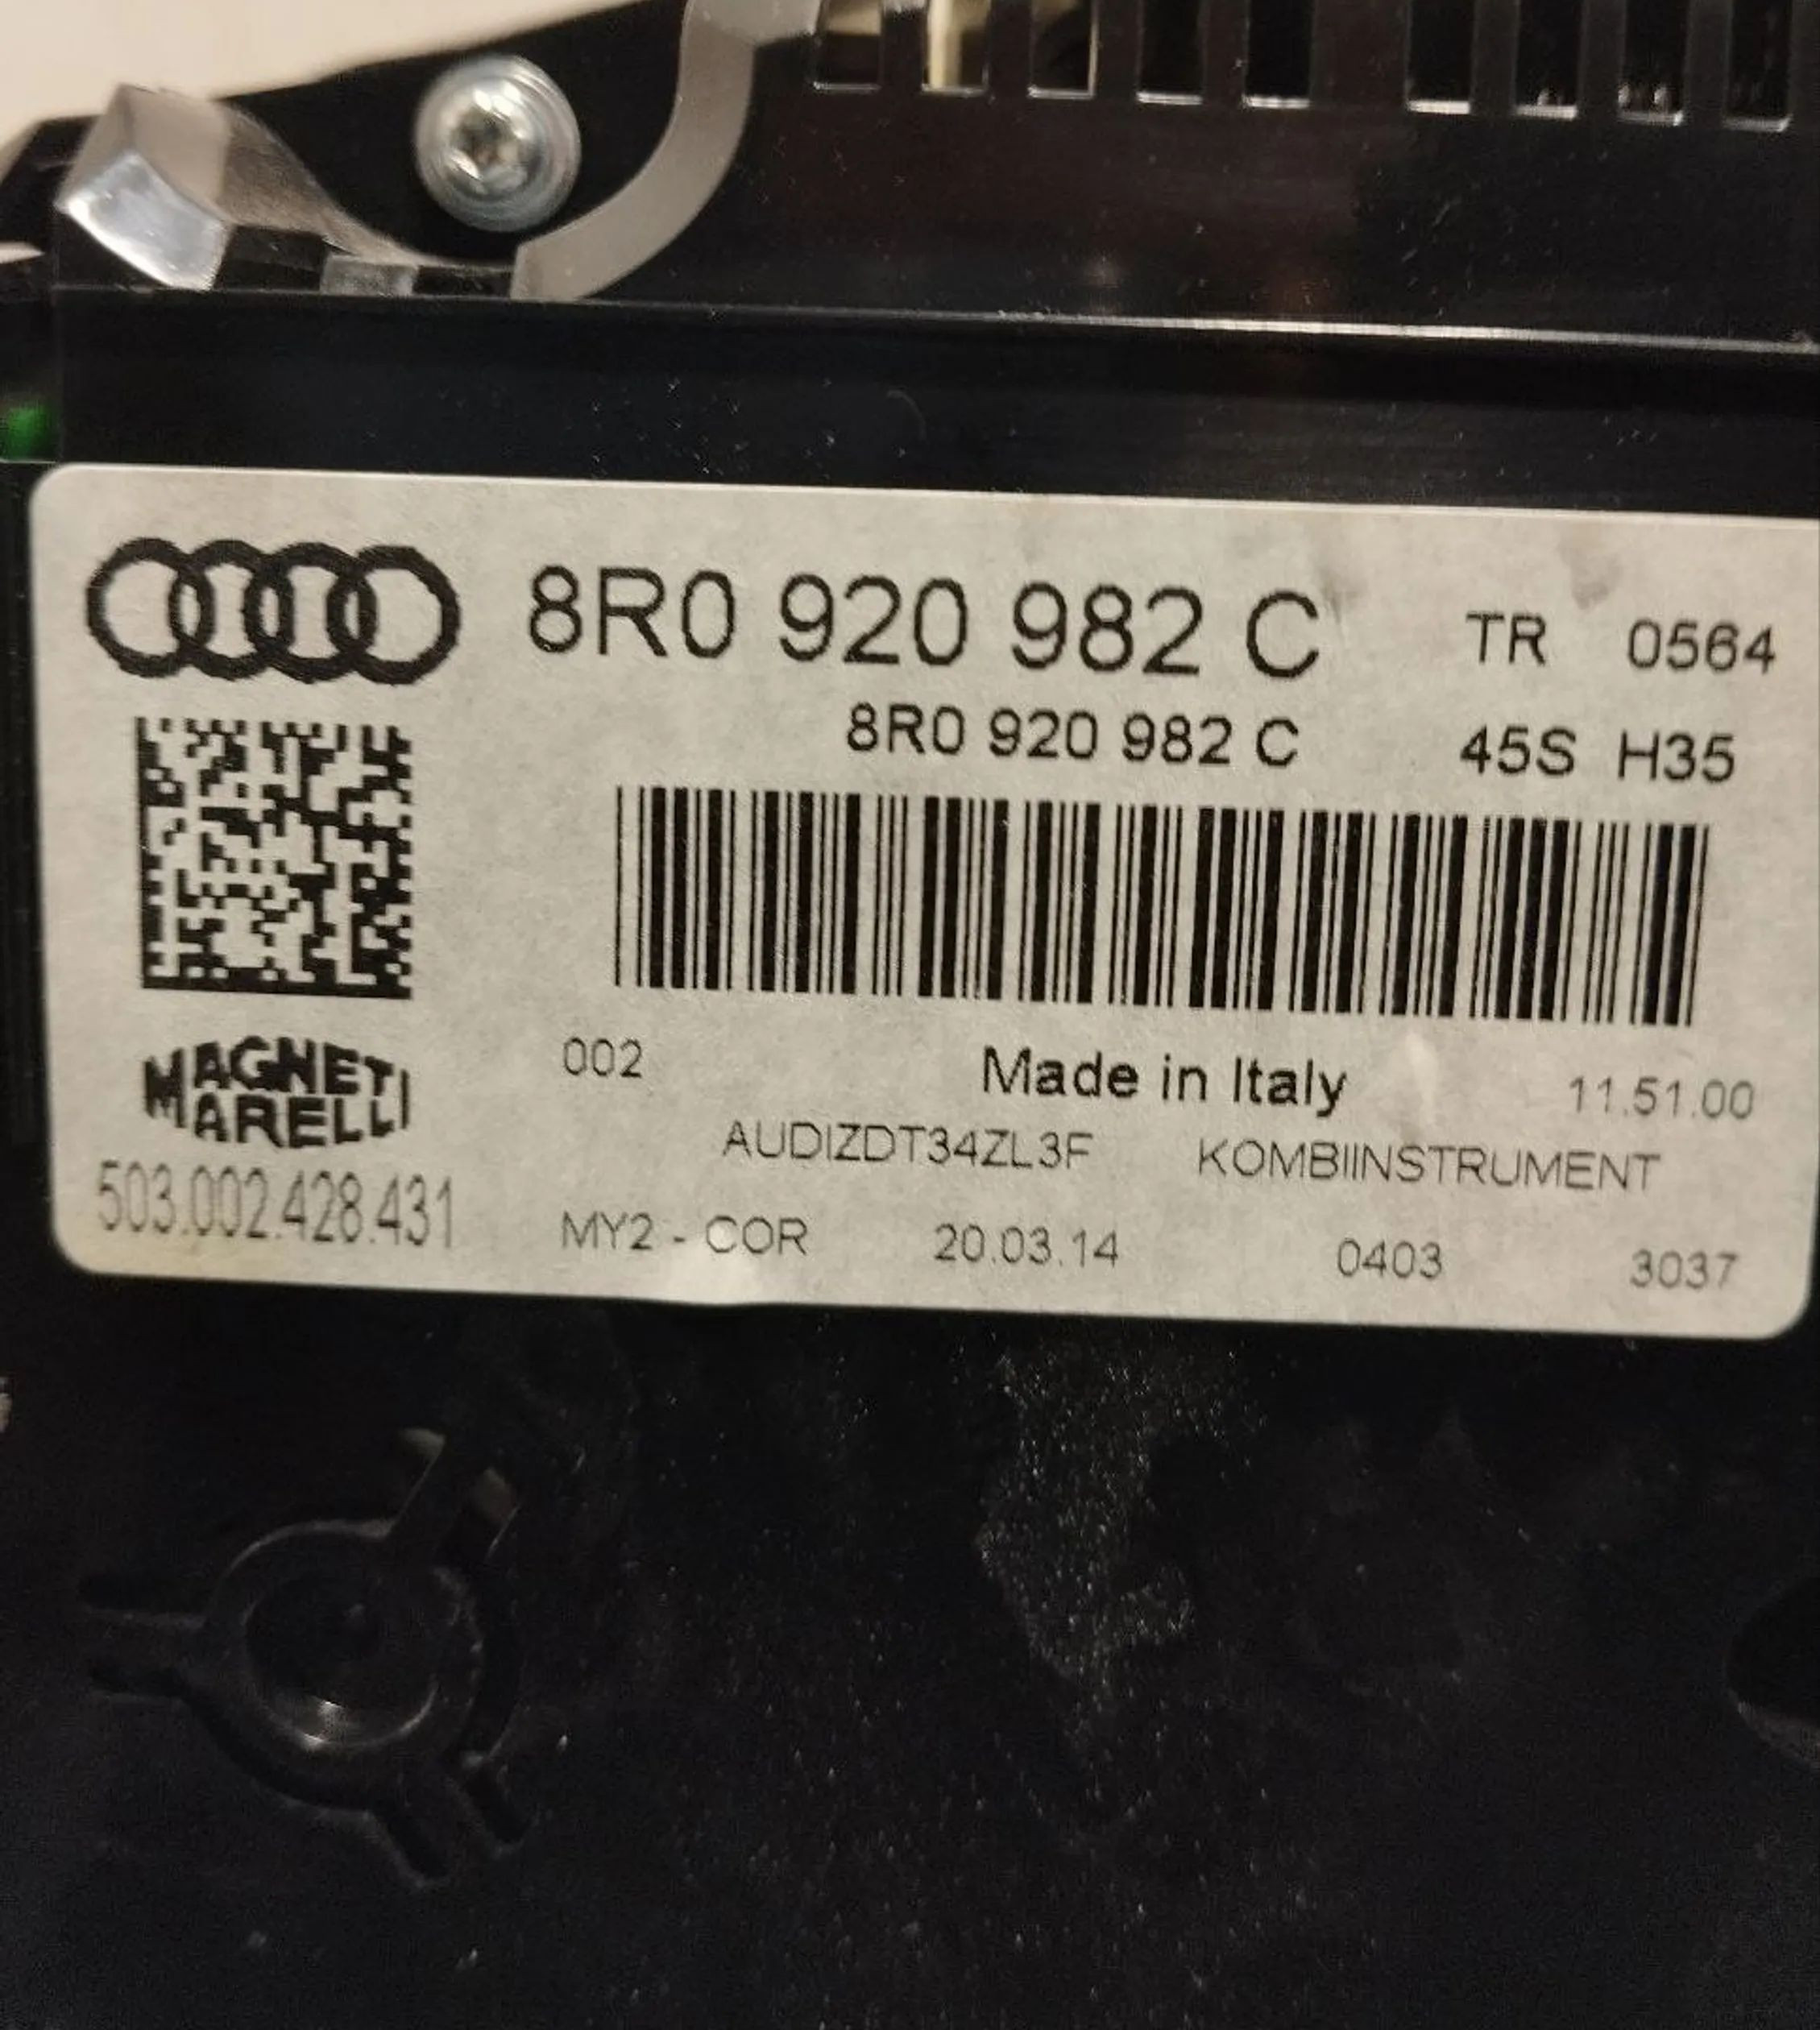 8R0 920 982 C TR 0564
8R0 920 982 C 45S H35
MAGNETI
MARELLI
002 Made in Italy 11.51.00
AUDIZDT34ZL3F KOMBIINSTRUMENT
503.002.428.431
MY2 - COR 20.03.14 0403 3037